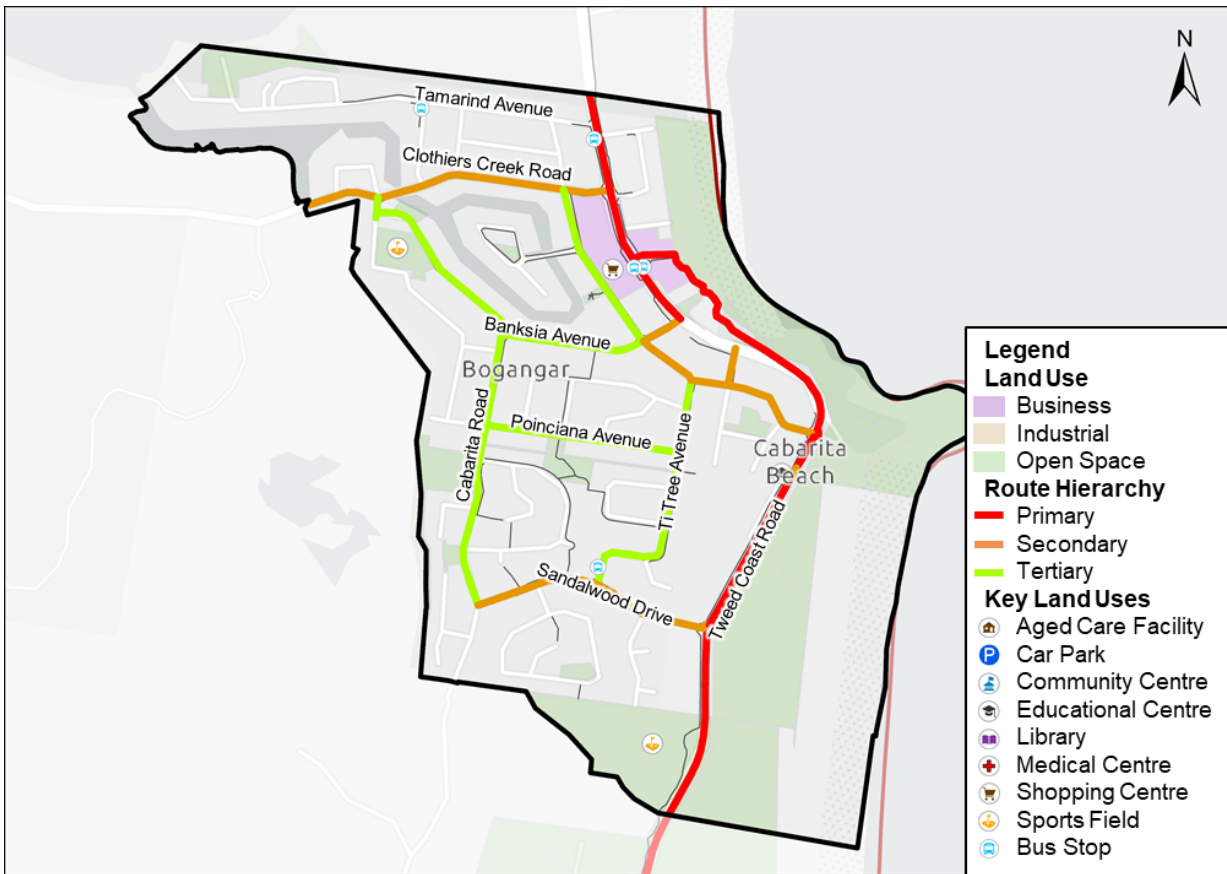 N
Tamarind Avenue
Clothiers Creek Road
Banksia Avenue
Bogangar
Poinciana Avenue
Cabarita Road
Ti Tree Avenue
Cabarita
Beach
Sandalwood Drive
Tweed Coast Road
Legend
Land Use
Business
Industrial
Open Space
Route Hierarchy
Primary
Secondary
Tertiary
Key Land Uses
Aged Care Facility
P Car Park
Community Centre
Educational Centre
Library
Medical Centre
Shopping Centre
Sports Field
Bus Stop